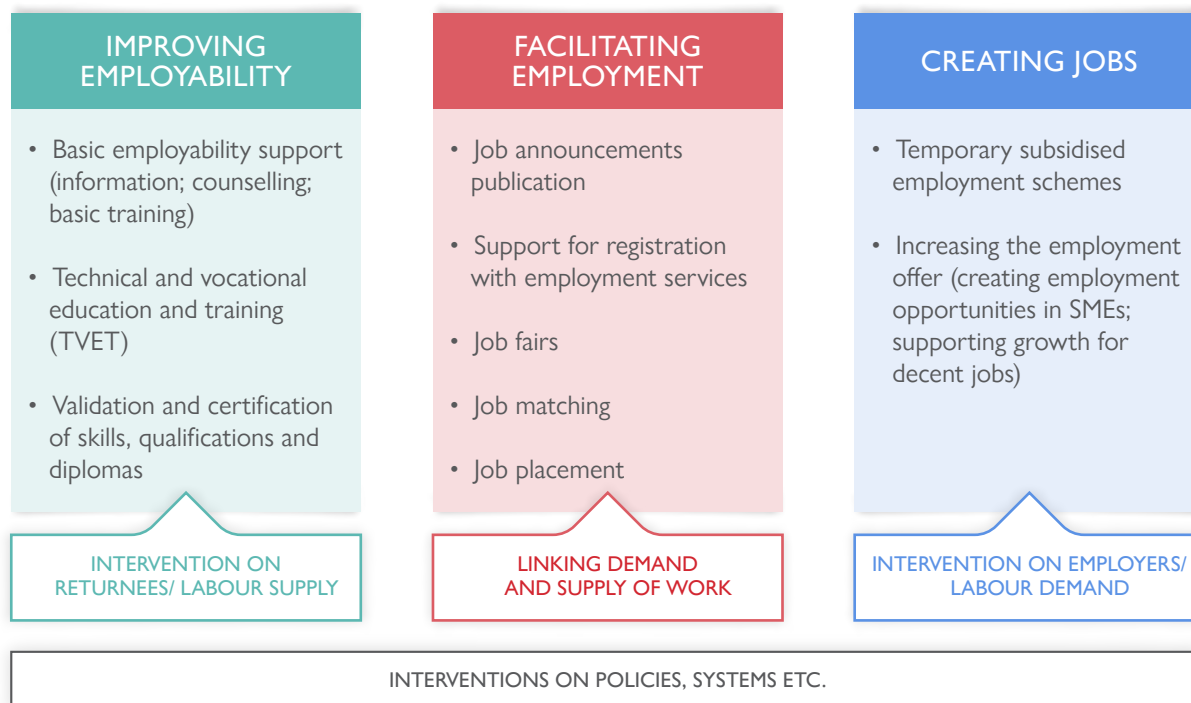 IMPROVING
EMPLOYABILITY
• Basic employability support
(information; counselling;
basic training)
• Technical and vocational
education and training
(TVET)
• Validation and certification
of skills, qualifications and
diplomas
INTERVENTION ON
RETURNEES/ LABOUR SUPPLY
FACILITATING
EMPLOYMENT
• Job announcements
publication
• Support for registration
with employment services
• Job fairs
• Job matching
• Job placement
LINKING DEMAND
AND SUPPLY OF WORK
CREATING JOBS
• Temporary subsidised
employment schemes
• Increasing the employment
offer (creating employment
opportunities in SMEs;
supporting growth for
decent jobs)
INTERVENTION ON EMPLOYERS/
LABOUR DEMAND
INTERVENTIONS ON POLICIES, SYSTEMS ETC.